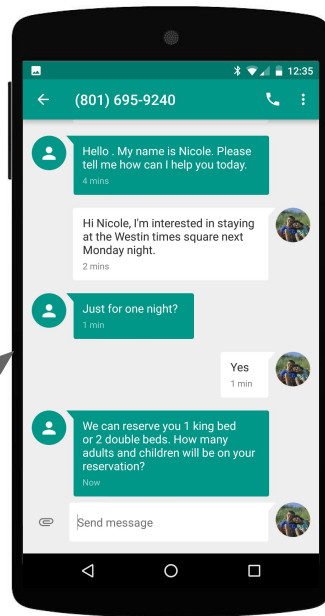 12:35
(801) 695-9240
Hello . My name is Nicole. Please
tell me how can I help you today.
4 mins
Hi Nicole, I'm interested in staying
at the Westin times square next
Monday night.
2 mins
Just for one night?
1 min
Yes
1 min
We can reserve you 1 king bed
or 2 double beds. How many
adults and children will be on your
reservation?
Now
Send message